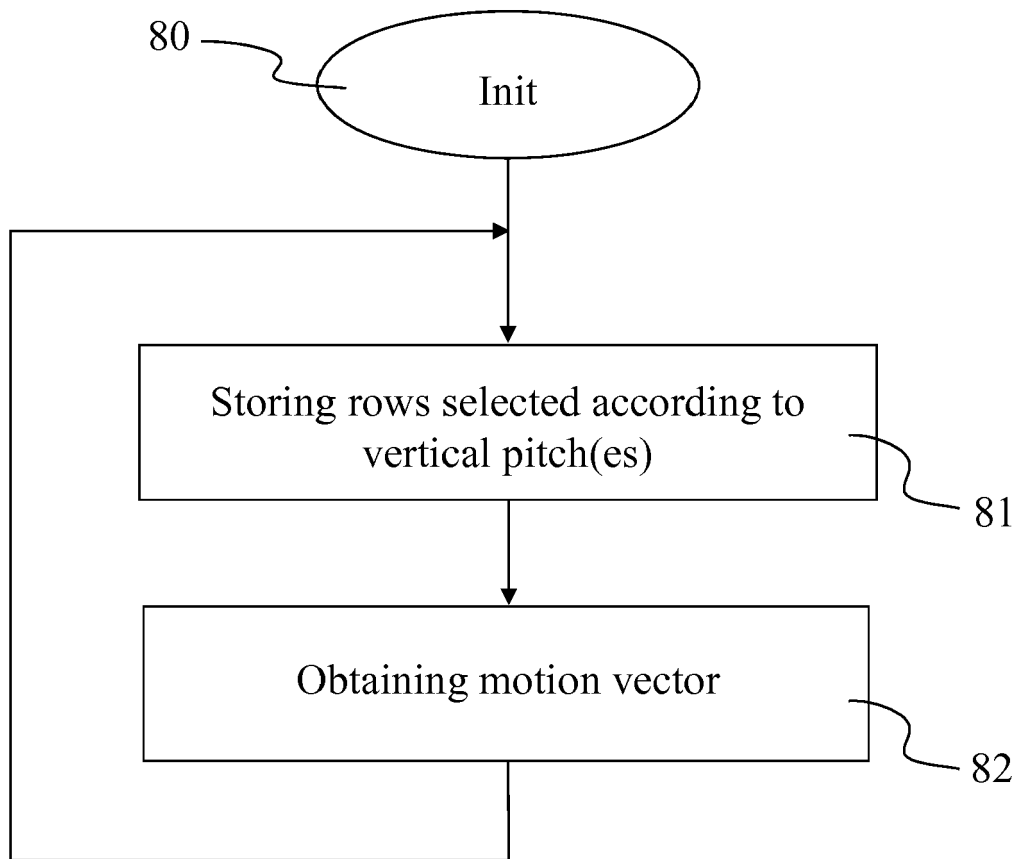 80
Init
Storing rows selected according to
vertical pitch(es)
81
Obtaining motion vector
82